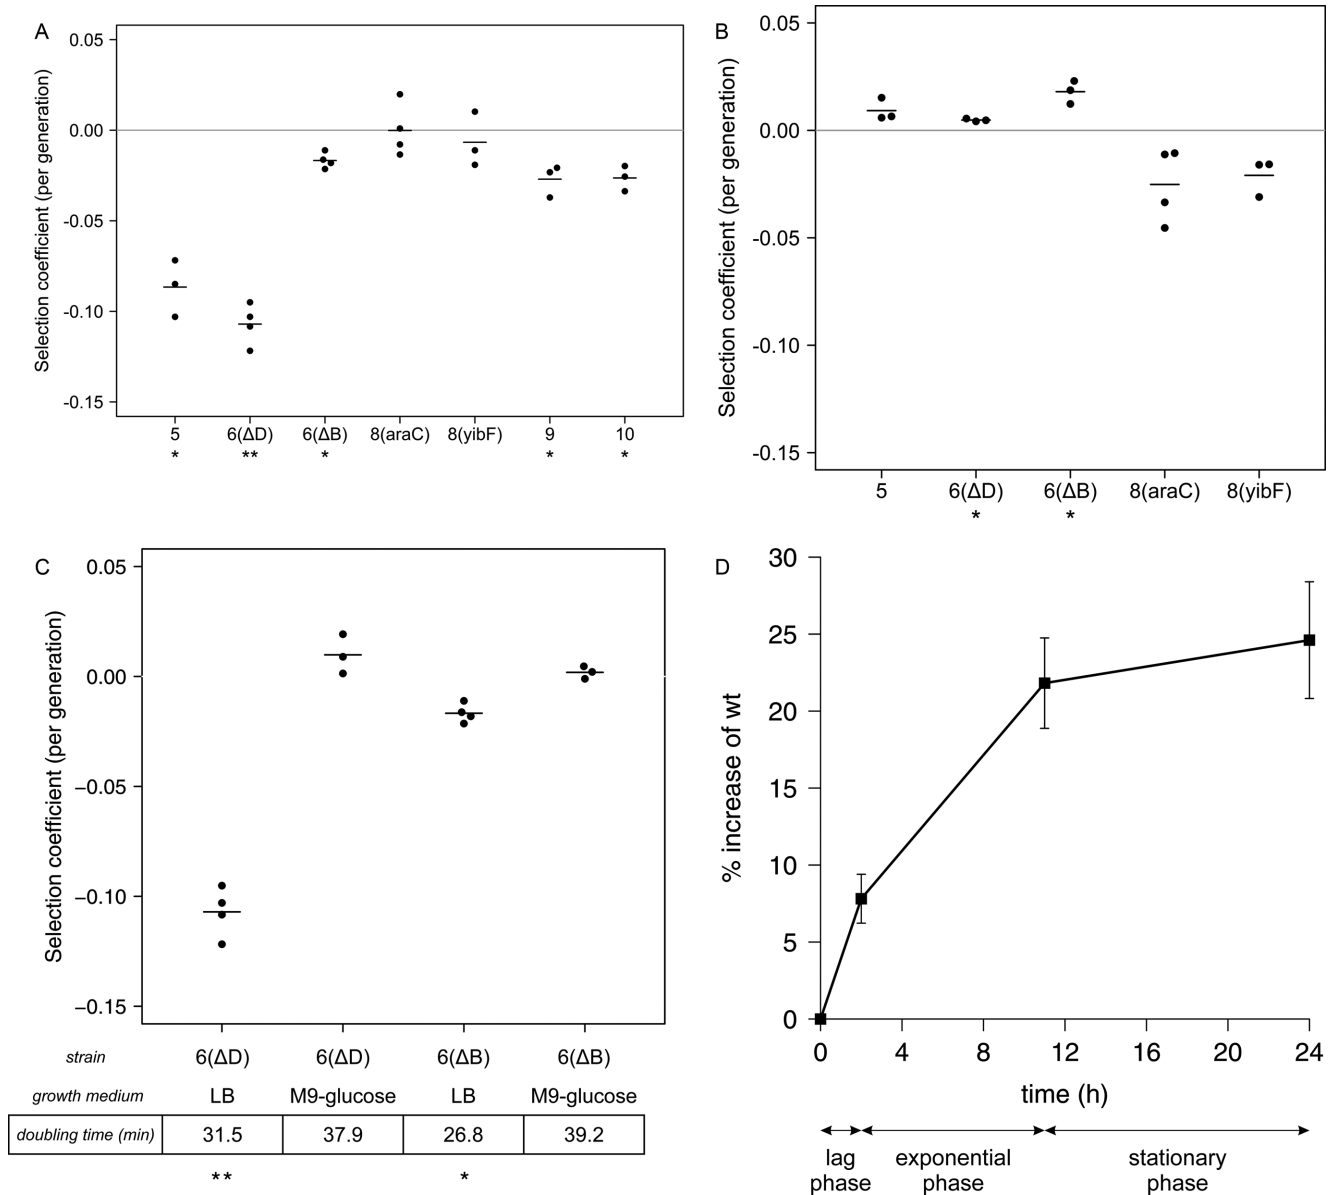 A
Selection coefficient (per generation)
0.05
0.00
-0.05
-0.10
-0.15
5 6(ΔD) 6(ΔB) 8(araC) 8(yibF) 9 10
* ** * * *
B
Selection coefficient (per generation)
0.05
0.00
-0.05
-0.10
-0.15
5 6(ΔD) 6(ΔB) 8(araC) 8(yibF)
* *
C
Selection coefficient (per generation)
0.05
0.00
−0.05
−0.10
−0.15
strain 6(ΔD) 6(ΔD) 6(ΔB) 6(ΔB)
growth medium LB M9-glucose LB M9-glucose
doubling time (min) 31.5 37.9 26.8 39.2
** *
D
% increase of wt
30
25
20
15
10
5
0
0 4 8 12 16 20 24
time (h)
lag exponential stationary
phase phase phase